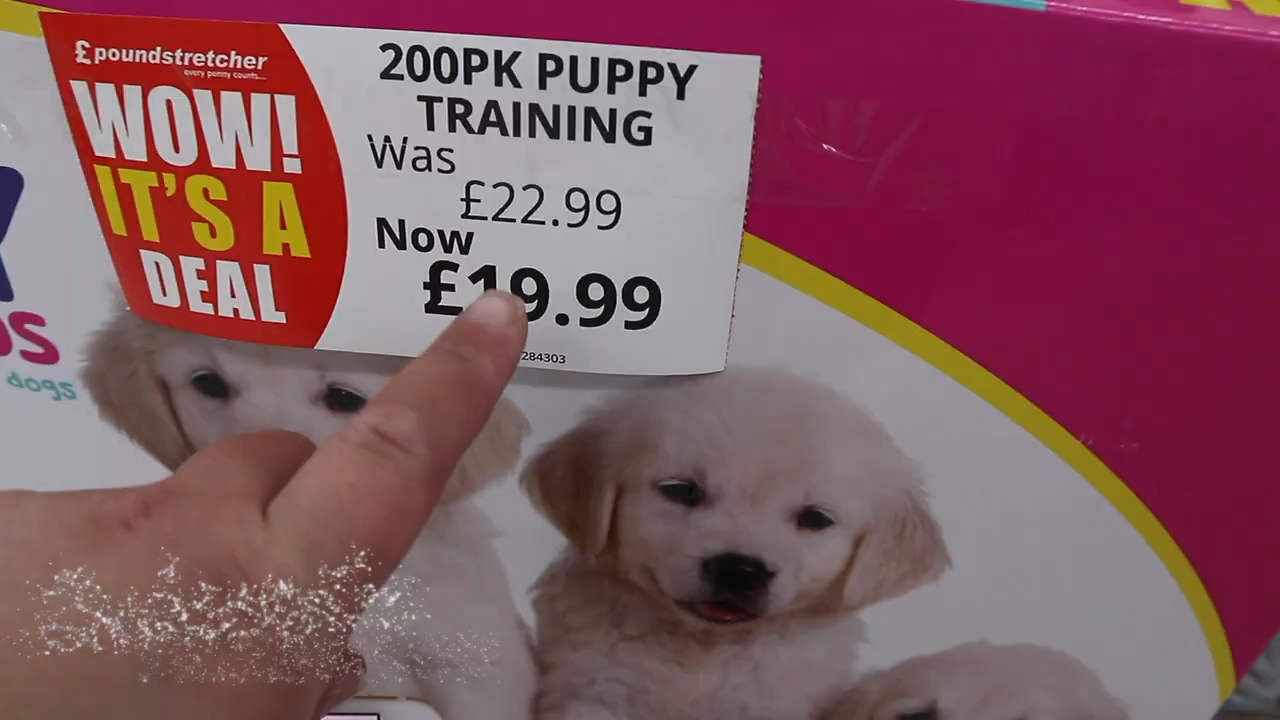 £poundstretcher
every penny counts...
WOW!
IT'S A
DEAL
200PK PUPPY
TRAINING
Was
£22.99
Now
£19.99
284303
dogs